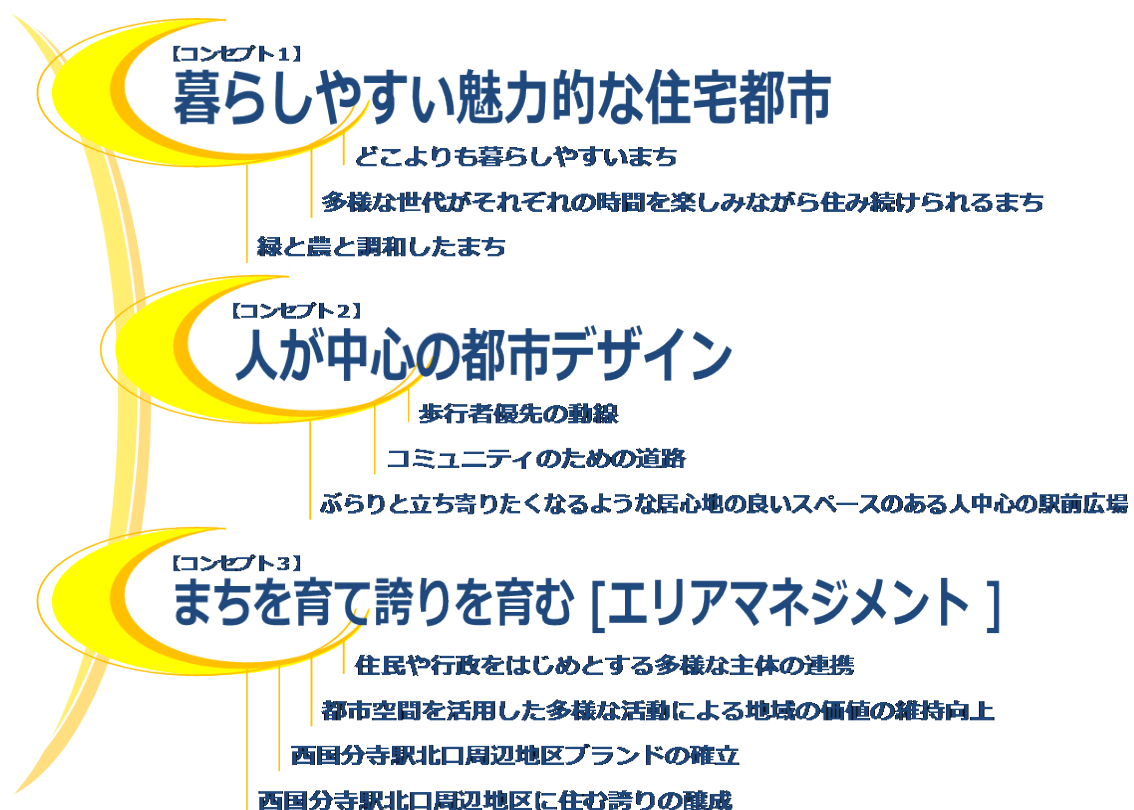 【コンセプト1】
暮らしやすい魅力的な住宅都市
どこよりも暮らしやすいまち
多様な世代がそれぞれの時間を楽しみながら住み続けられるまち
緑と農と調和したまち
【コンセプト2】
人が中心の都市デザイン
歩行者優先の動線
コミュニティのための道路
ぶらりと立ち寄りたくなるような居心地の良いスペースのある人中心の駅前広場
【コンセプト3】
まちを育て誇りを育む [エリアマネジメント ]
住民や行政をはじめとする多様な主体の連携
都市空間を活用した多様な活動による地域の価値の維持向上
西国分寺駅北口周辺地区ブランドの確立
西国分寺駅北口周辺地区に住む誇りの醸成